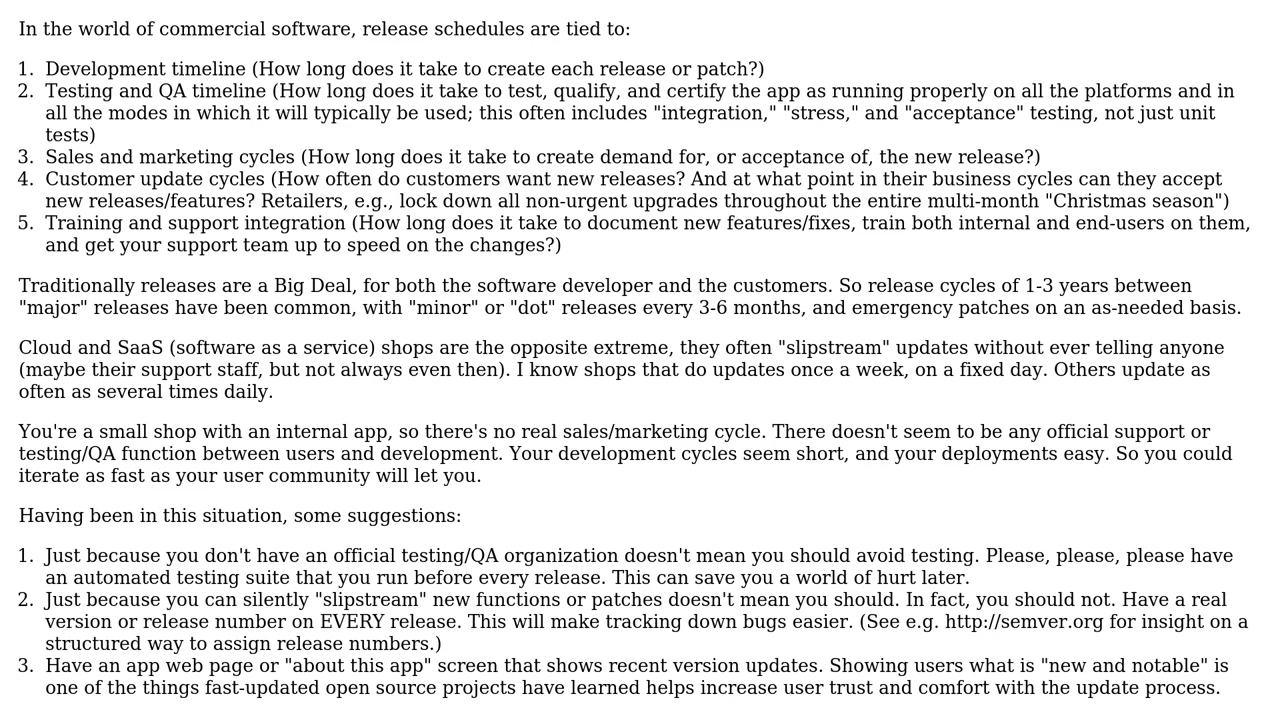 In the world of commercial software, release schedules are tied to:
1. Development timeline (How long does it take to create each release or patch?)
2. Testing and QA timeline (How long does it take to test, qualify, and certify the app as running properly on all the platforms and in
all the modes in which it will typically be used; this often includes "integration," "stress," and "acceptance" testing, not just unit
tests)
3. Sales and marketing cycles (How long does it take to create demand for, or acceptance of, the new release?)
4. Customer update cycles (How often do customers want new releases? And at what point in their business cycles can they accept
new releases/features? Retailers, e.g., lock down all non-urgent upgrades throughout the entire multi-month "Christmas season")
5. Training and support integration (How long does it take to document new features/fixes, train both internal and end-users on them,
and get your support team up to speed on the changes?)
Traditionally releases are a Big Deal, for both the software developer and the customers. So release cycles of 1-3 years between
"major" releases have been common, with "minor" or "dot" releases every 3-6 months, and emergency patches on an as-needed basis.
Cloud and SaaS (software as a service) shops are the opposite extreme, they often "slipstream" updates without ever telling anyone
(maybe their support staff, but not always even then). I know shops that do updates once a week, on a fixed day. Others update as
often as several times daily.
You're a small shop with an internal app, so there's no real sales/marketing cycle. There doesn't seem to be any official support or
testing/QA function between users and development. Your development cycles seem short, and your deployments easy. So you could
iterate as fast as your user community will let you.
Having been in this situation, some suggestions:
1. Just because you don't have an official testing/QA organization doesn't mean you should avoid testing. Please, please, please have
an automated testing suite that you run before every release. This can save you a world of hurt later.
2. Just because you can silently "slipstream" new functions or patches doesn't mean you should. In fact, you should not. Have a real
version or release number on EVERY release. This will make tracking down bugs easier. (See e.g. http://semver.org for insight on a
structured way to assign release numbers.)
3. Have an app web page or "about this app" screen that shows recent version updates. Showing users what is "new and notable" is
one of the things fast-updated open source projects have learned helps increase user trust and comfort with the update process.